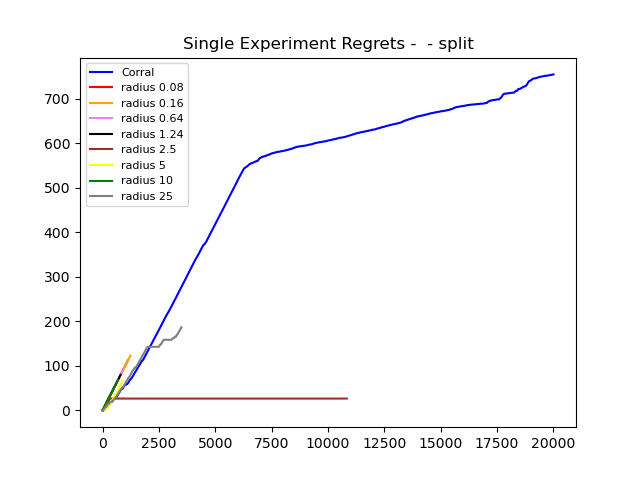 Single Experiment Regrets -  - split
Corral
radius 0.08
radius 0.16
radius 0.64
radius 1.24
radius 2.5
radius 5
radius 10
radius 25
700
600
500
400
300
200
100
0
0 2500 5000 7500 10000 12500 15000 17500 20000